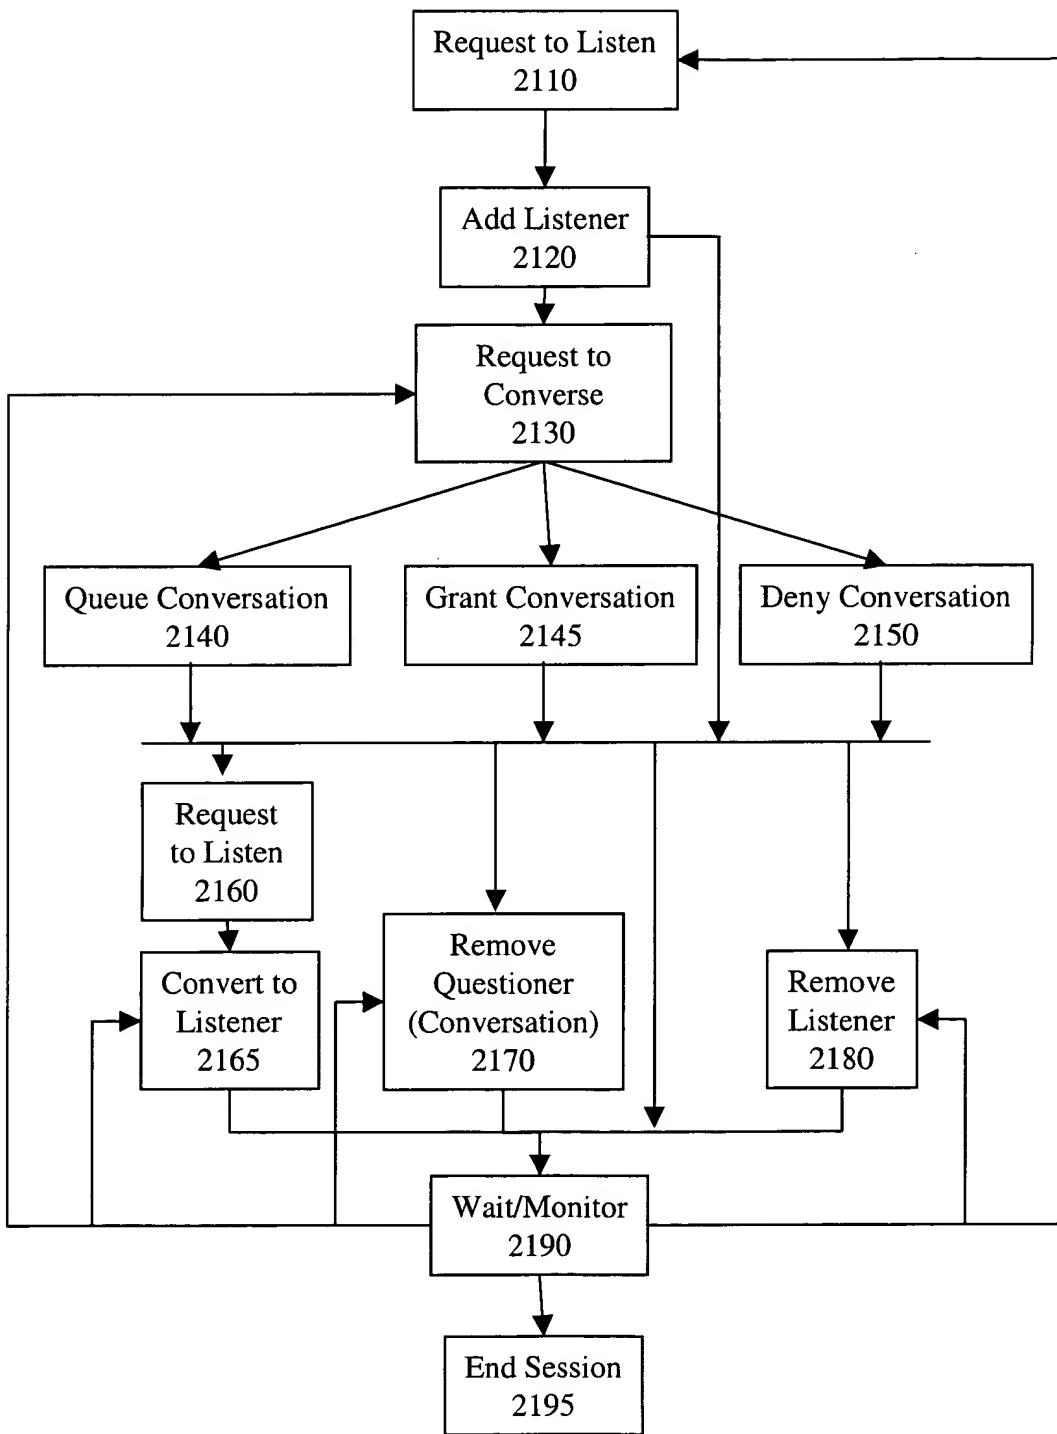 Request to Listen
2110
Add Listener
2120
Request to
Converse
2130
Queue Conversation
2140
Grant Conversation
2145
Deny Conversation
2150
Request
to Listen
2160
Convert to
Listener
2165
Remove
Questioner
(Conversation)
2170
Remove
Listener
2180
Wait/Monitor
2190
End Session
2195